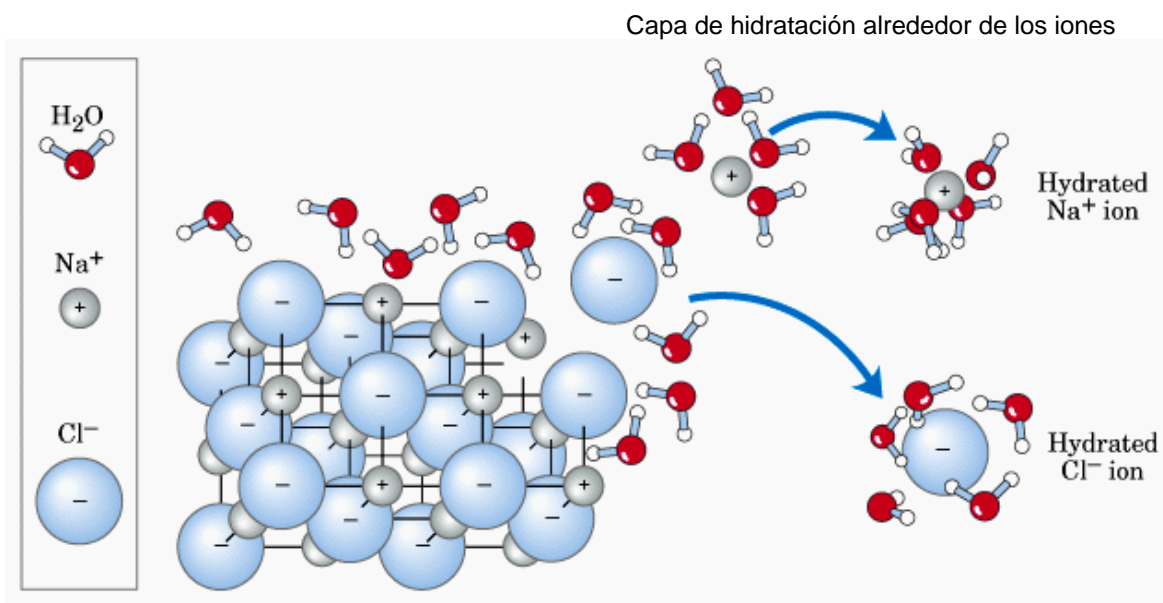 Capa de hidratación alrededor de los iones
H2O
Na+
+
Cl−
−
Hydrated
Na+ ion
Hydrated
Cl− ion